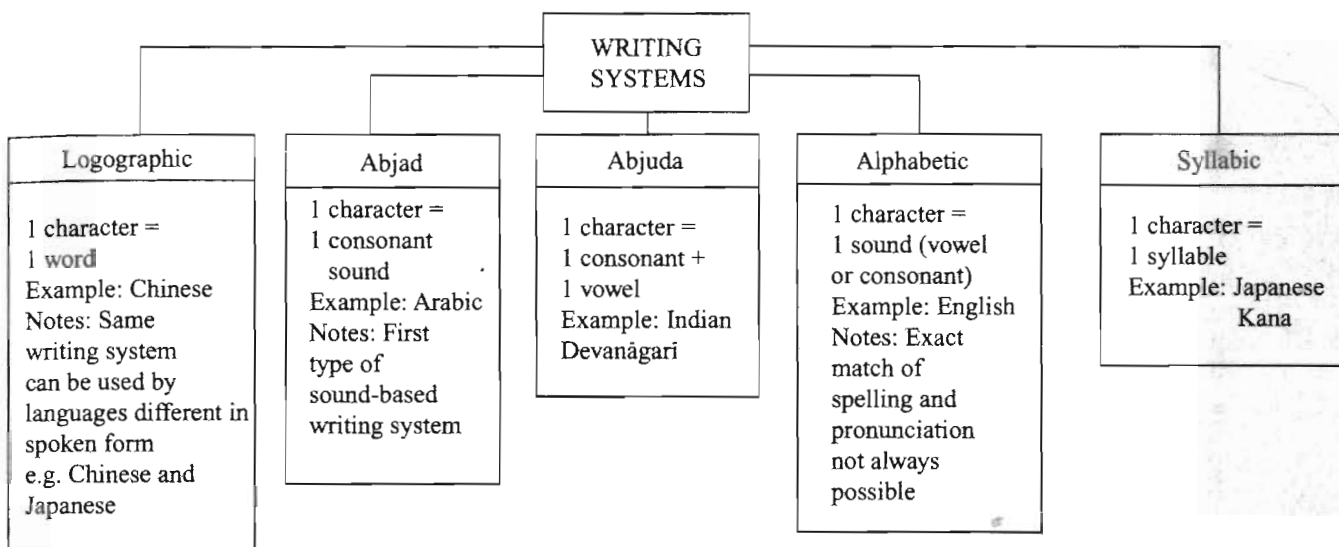 WRITING
SYSTEMS
Logographic
1 character =
1 word
Example: Chinese
Notes: Same
writing system
can be used by
languages different in
spoken form
e.g. Chinese and
Japanese
Abjad
1 character =
1 consonant
sound
Example: Arabic
Notes: First
type of
sound-based
writing system
Abjuda
1 character =
1 consonant +
1 vowel
Example: Indian
Devanāgarī
Alphabetic
1 character =
1 sound (vowel
or consonant)
Example: English
Notes: Exact
match of
spelling and
pronunciation
not always
possible
Syllabic
1 character =
1 syllable
Example: Japanese
Kana